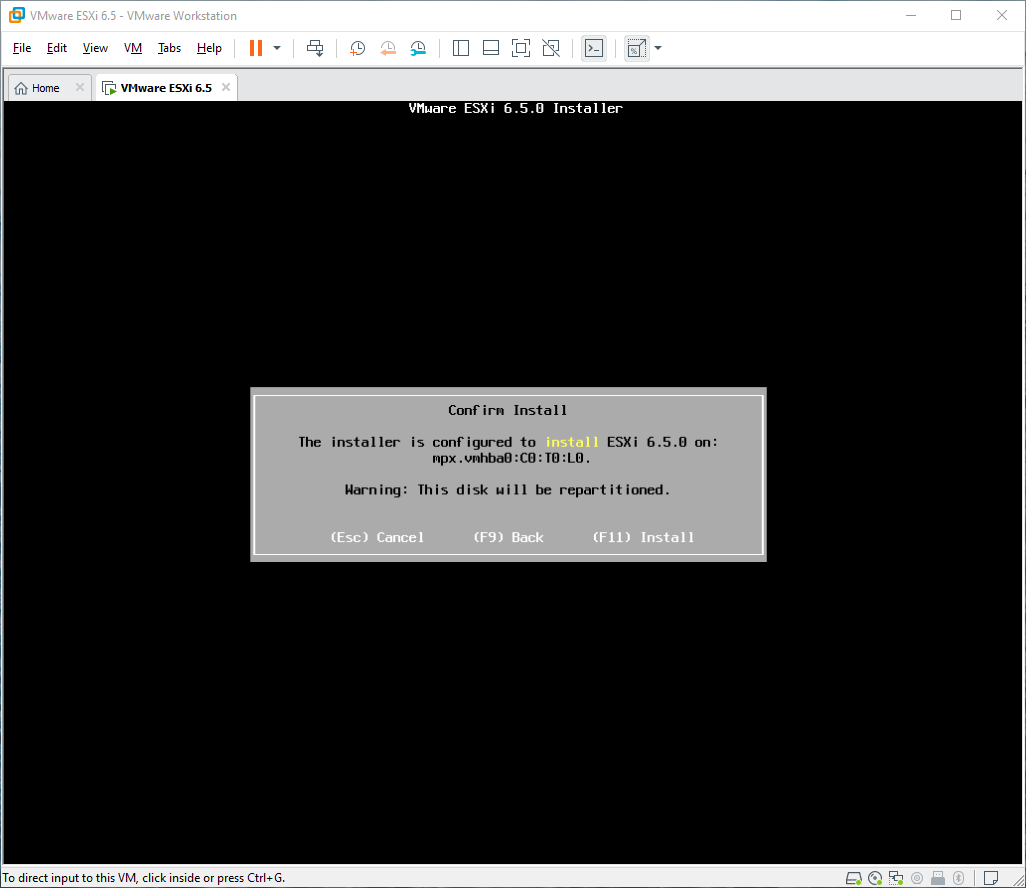 VMware ESXi 6.5 - VMware Workstation
File Edit View VM Tabs Help
Home VMware ESXi 6.5
VMware ESXi 6.5.0 Installer
Confirm Install
The installer is configured to install ESXi 6.5.0 on:
mpx.vmhba0:C0:T0:L0.
Warning: This disk will be repartitioned.
(Esc) Cancel (F9) Back (F11) Install
To direct input to this VM, click inside or press Ctrl+G.